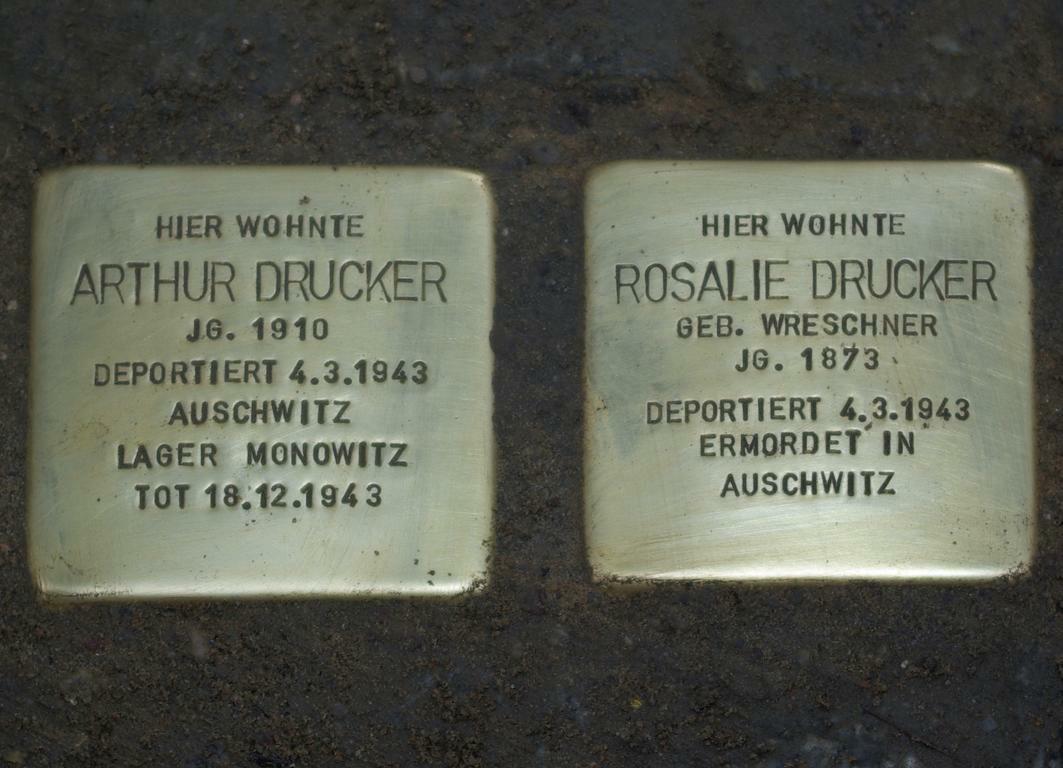 HIER WOHNTE
ARTHUR DRUCKER
JG. 1910
DEPORTIERT 4.3.1943
AUSCHWITZ
LAGER MONOWITZ
TOT 18.12.1943
HIER WOHNTE
ROSALIE DRUCKER
GEB. WRESCHNER
JG. 1873
DEPORTIERT 4.3.1943
ERMORDET IN
AUSCHWITZ